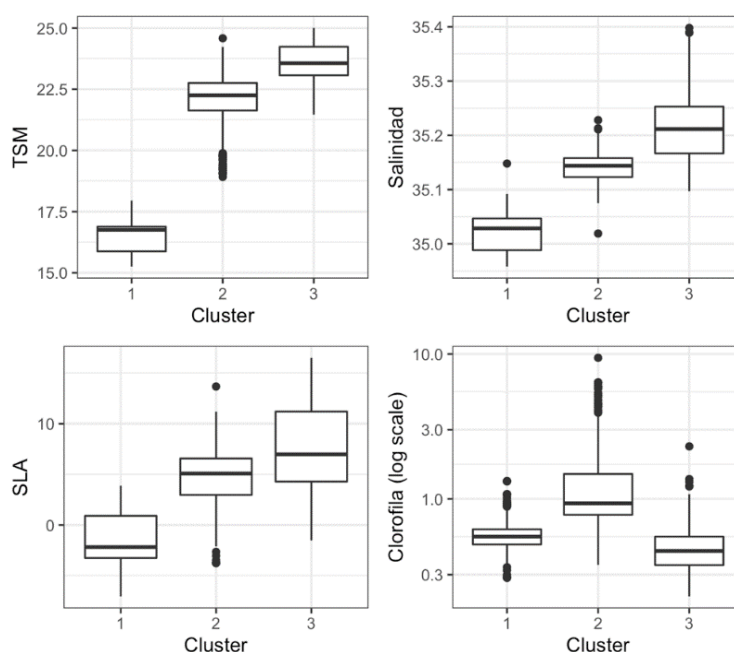 TSM
25.0
22.5
20.0
17.5
15.0
1 2 3
Cluster
Salinidad
35.4
35.3
35.2
35.1
35.0
1 2 3
Cluster
SLA
10
0
1 2 3
Cluster
Clorofila (log scale)
10.0
3.0
1.0
0.3
1 2 3
Cluster